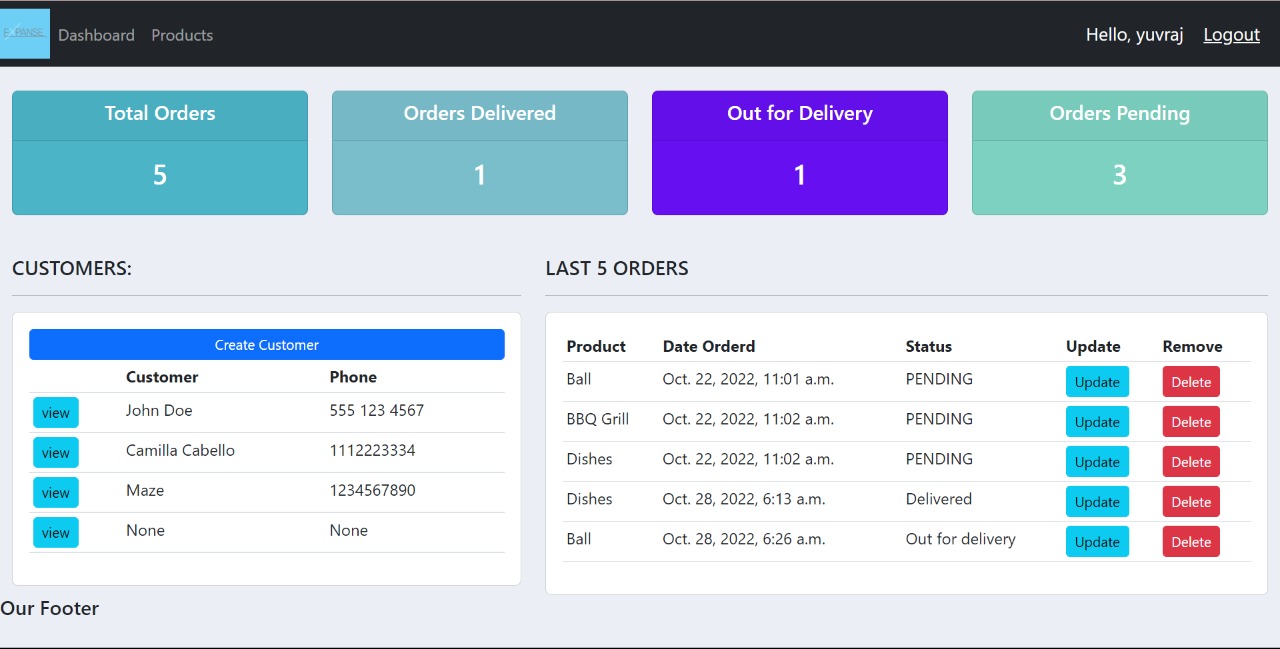 EXPANSE
Dashboard Products
Hello, yuvraj Logout
Total Orders
5
Orders Delivered
1
Out for Delivery
1
Orders Pending
3
CUSTOMERS:
Create Customer
Customer Phone
view John Doe 555 123 4567
view Camilla Cabello 1112223334
view Maze 1234567890
view None None
LAST 5 ORDERS
Product Date Orderd Status Update Remove
Ball Oct. 22, 2022, 11:01 a.m. PENDING Update Delete
BBQ Grill Oct. 22, 2022, 11:02 a.m. PENDING Update Delete
Dishes Oct. 22, 2022, 11:02 a.m. PENDING Update Delete
Dishes Oct. 28, 2022, 6:13 a.m. Delivered Update Delete
Ball Oct. 28, 2022, 6:26 a.m. Out for delivery Update Delete
Our Footer